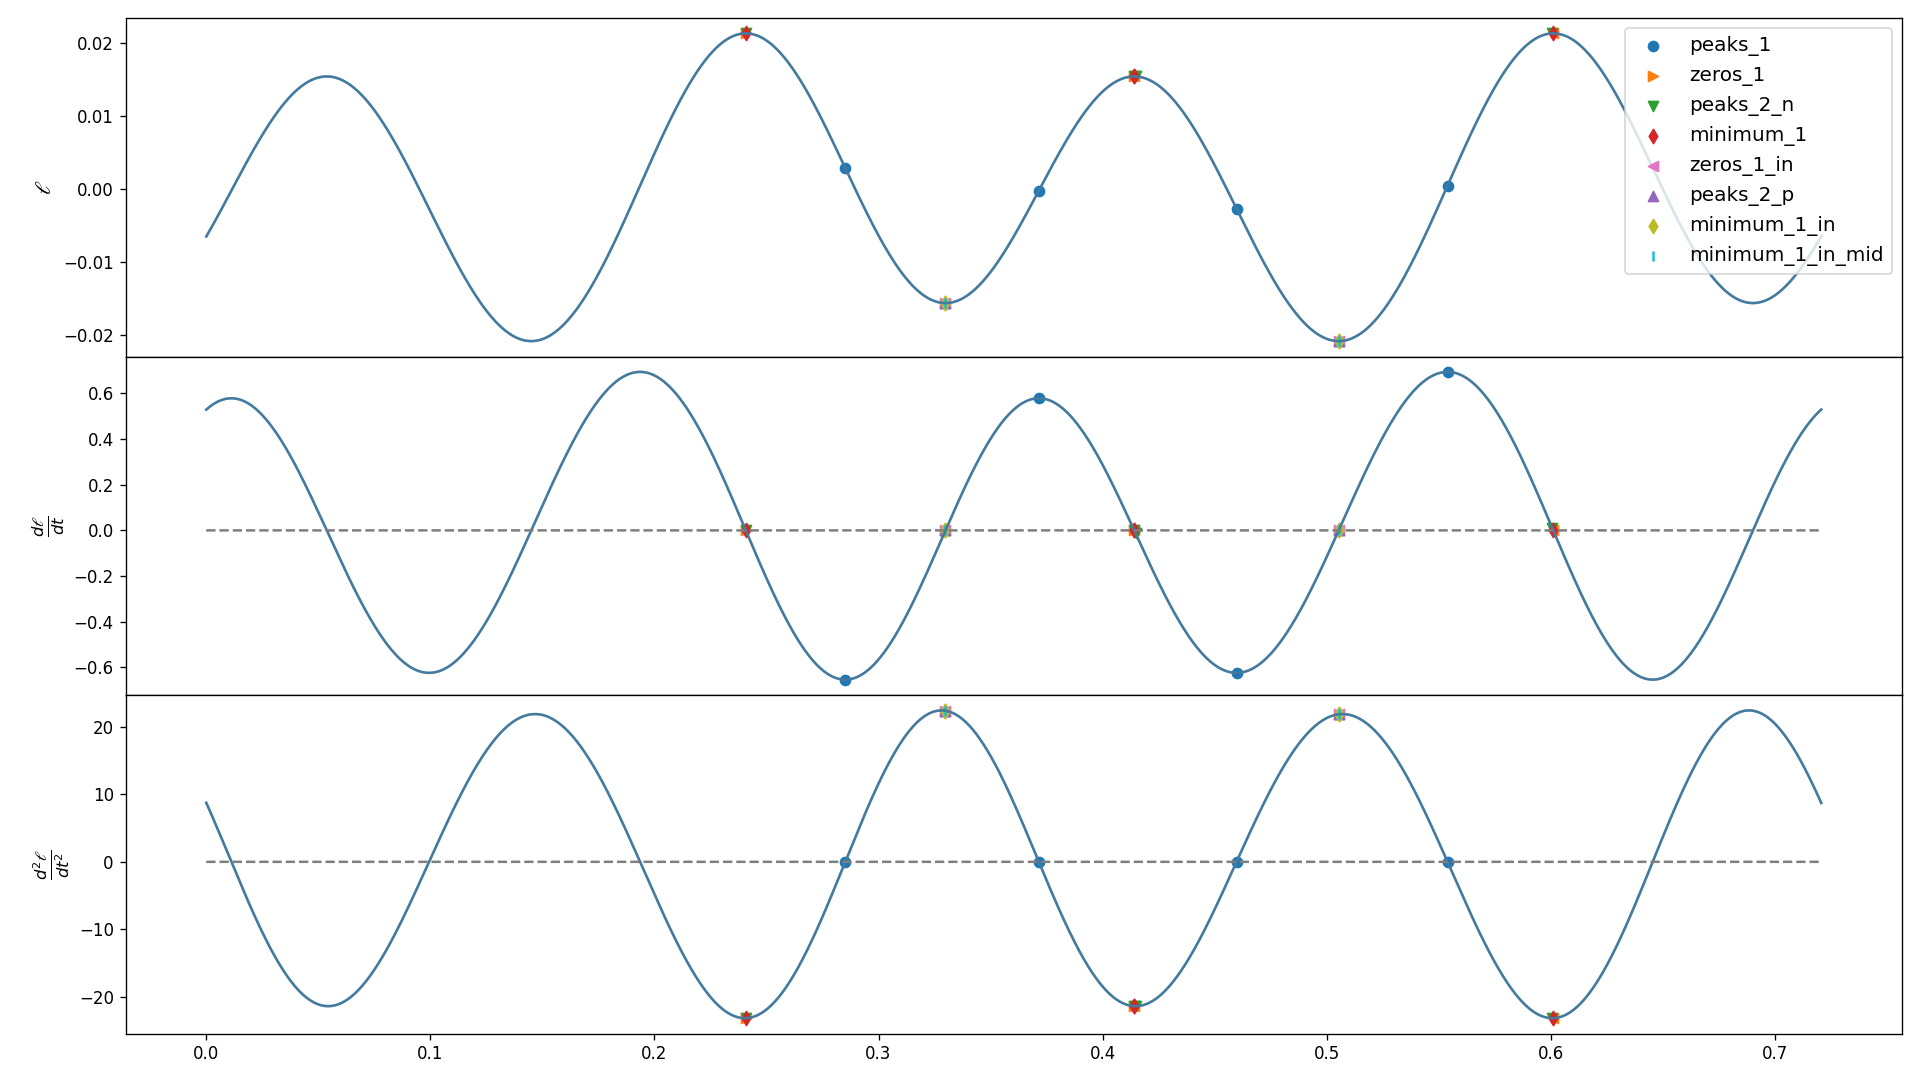 0.02
0.01
0.00
−0.01
−0.02
ℓ
peaks_1
zeros_1
peaks_2_n
minimum_1
zeros_1_in
peaks_2_p
minimum_1_in
minimum_1_in_mid
0.6
0.4
0.2
0.0
−0.2
−0.4
−0.6
dℓ
dt
20
10
0
−10
−20
d²ℓ
dt²
0.0 0.1 0.2 0.3 0.4 0.5 0.6 0.7